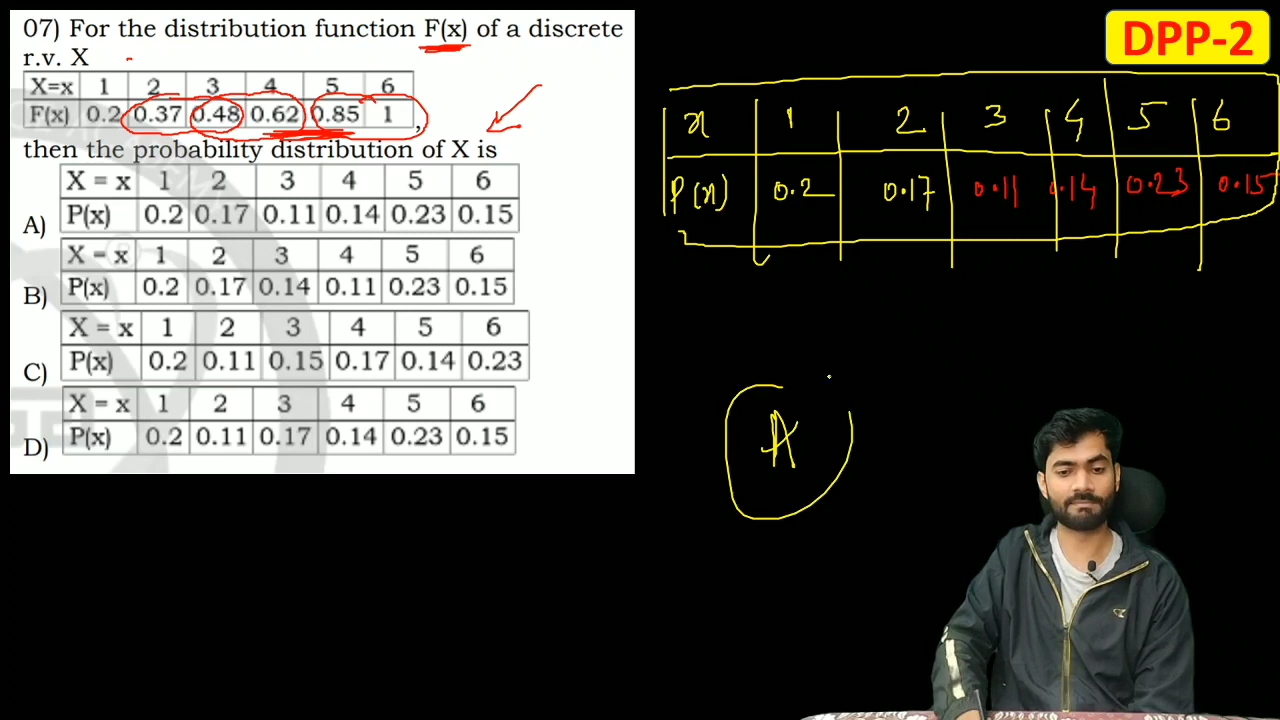 07) For the distribution function F(x) of a discrete
r.v. X
X=x 1 2 3 4 5 6
F(x) 0.2 0.37 0.48 0.62 0.85 1 ,
then the probability distribution of X is
A)
X = x 1 2 3 4 5 6
P(x) 0.2 0.17 0.11 0.14 0.23 0.15
B)
X = x 1 2 3 4 5 6
P(x) 0.2 0.17 0.14 0.11 0.23 0.15
C)
X = x 1 2 3 4 5 6
P(x) 0.2 0.11 0.15 0.17 0.14 0.23
D)
X = x 1 2 3 4 5 6
P(x) 0.2 0.11 0.17 0.14 0.23 0.15
DPP-2
x 1 2 3 4 5 6
P(x) 0.2 0.17 0.11 0.14 0.23 0.15
A